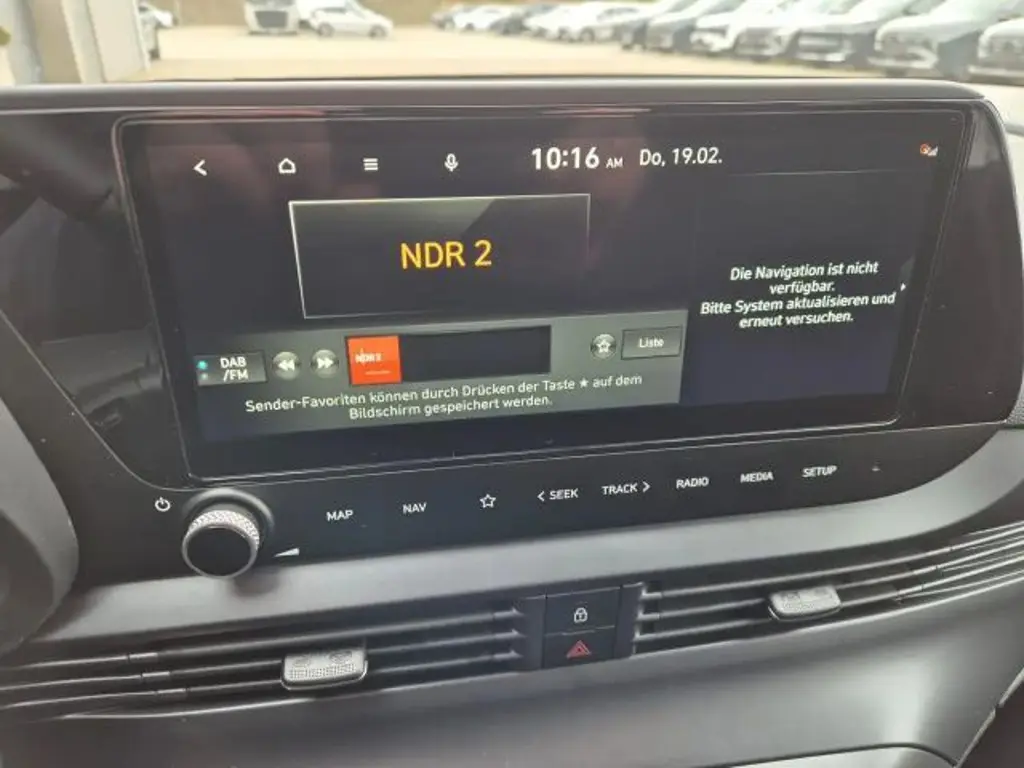 10:16 AM Do, 19.02.
NDR 2
Die Navigation ist nicht
verfügbar.
Bitte System aktualisieren und
erneut versuchen.
DAB
/FM
NDR 2
Liste
Sender-Favoriten können durch Drücken der Taste ★ auf dem
Bildschirm gespeichert werden.
MAP
NAV
< SEEK
TRACK >
RADIO
MEDIA
SETUP